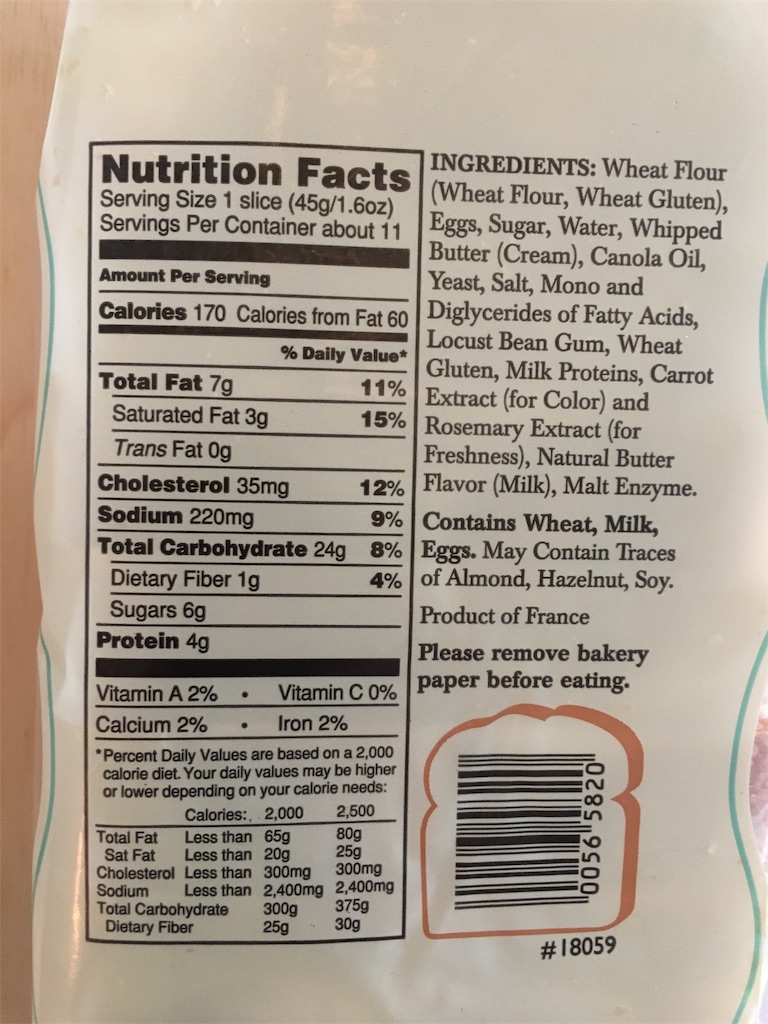 Nutrition Facts
Serving Size 1 slice (45g/1.6oz)
Servings Per Container about 11
Amount Per Serving
Calories 170 Calories from Fat 60
% Daily Value*
Total Fat 7g 11%
Saturated Fat 3g 15%
Trans Fat 0g
Cholesterol 35mg 12%
Sodium 220mg 9%
Total Carbohydrate 24g 8%
Dietary Fiber 1g 4%
Sugars 6g
Protein 4g
Vitamin A 2% • Vitamin C 0%
Calcium 2% • Iron 2%
*Percent Daily Values are based on a 2,000
calorie diet. Your daily values may be higher
or lower depending on your calorie needs:
Calories: 2,000 2,500
Total Fat Less than 65g 80g
Sat Fat Less than 20g 25g
Cholesterol Less than 300mg 300mg
Sodium Less than 2,400mg 2,400mg
Total Carbohydrate 300g 375g
Dietary Fiber 25g 30g
INGREDIENTS: Wheat Flour
(Wheat Flour, Wheat Gluten),
Eggs, Sugar, Water, Whipped
Butter (Cream), Canola Oil,
Yeast, Salt, Mono and
Diglycerides of Fatty Acids,
Locust Bean Gum, Wheat
Gluten, Milk Proteins, Carrot
Extract (for Color) and
Rosemary Extract (for
Freshness), Natural Butter
Flavor (Milk), Malt Enzyme.
Contains Wheat, Milk,
Eggs. May Contain Traces
of Almond, Hazelnut, Soy.
Product of France
Please remove bakery
paper before eating.
0056 5820
#18059